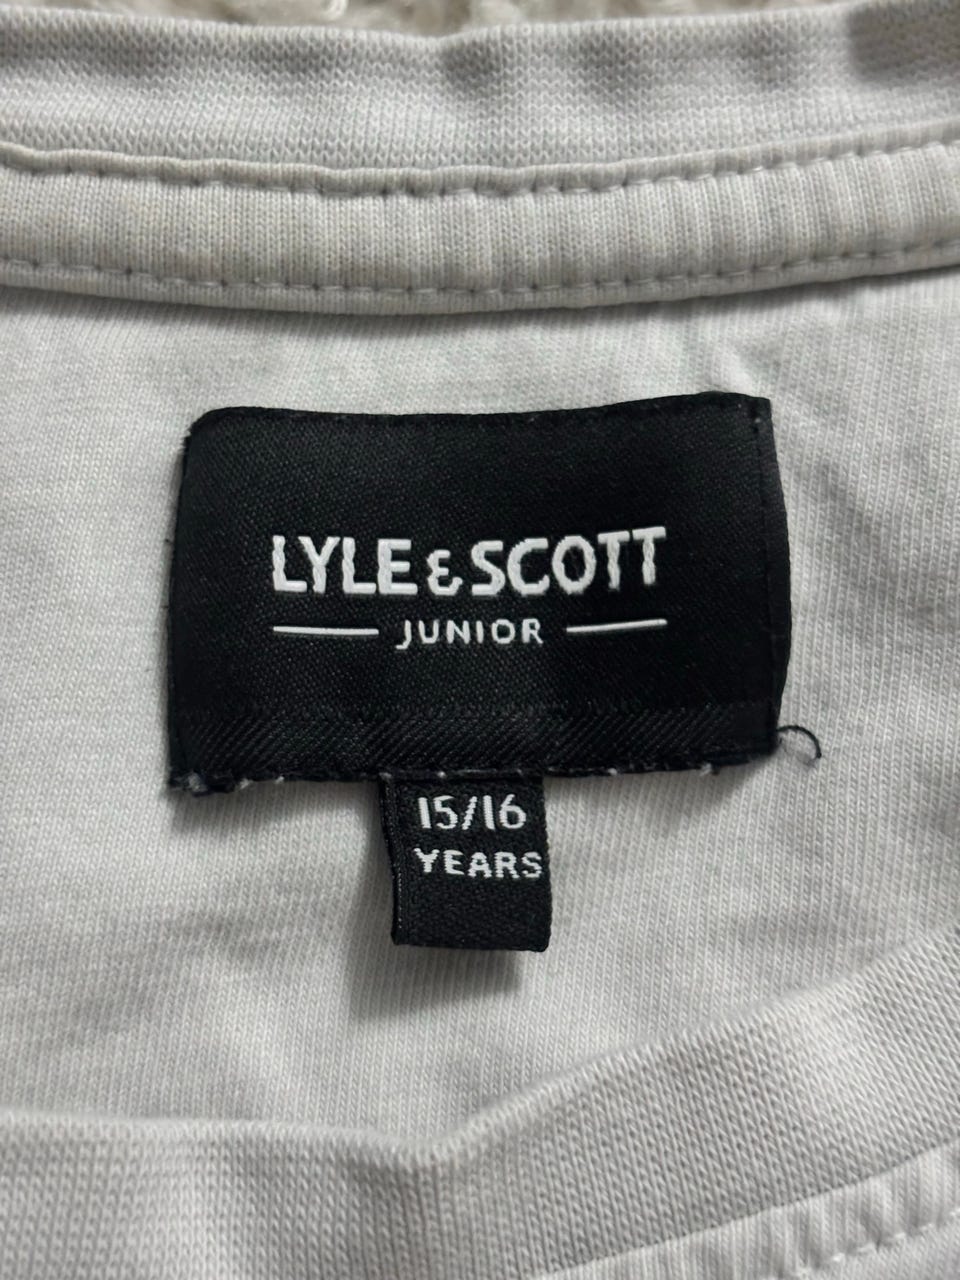 LYLE & SCOTT
JUNIOR
15/16
YEARS